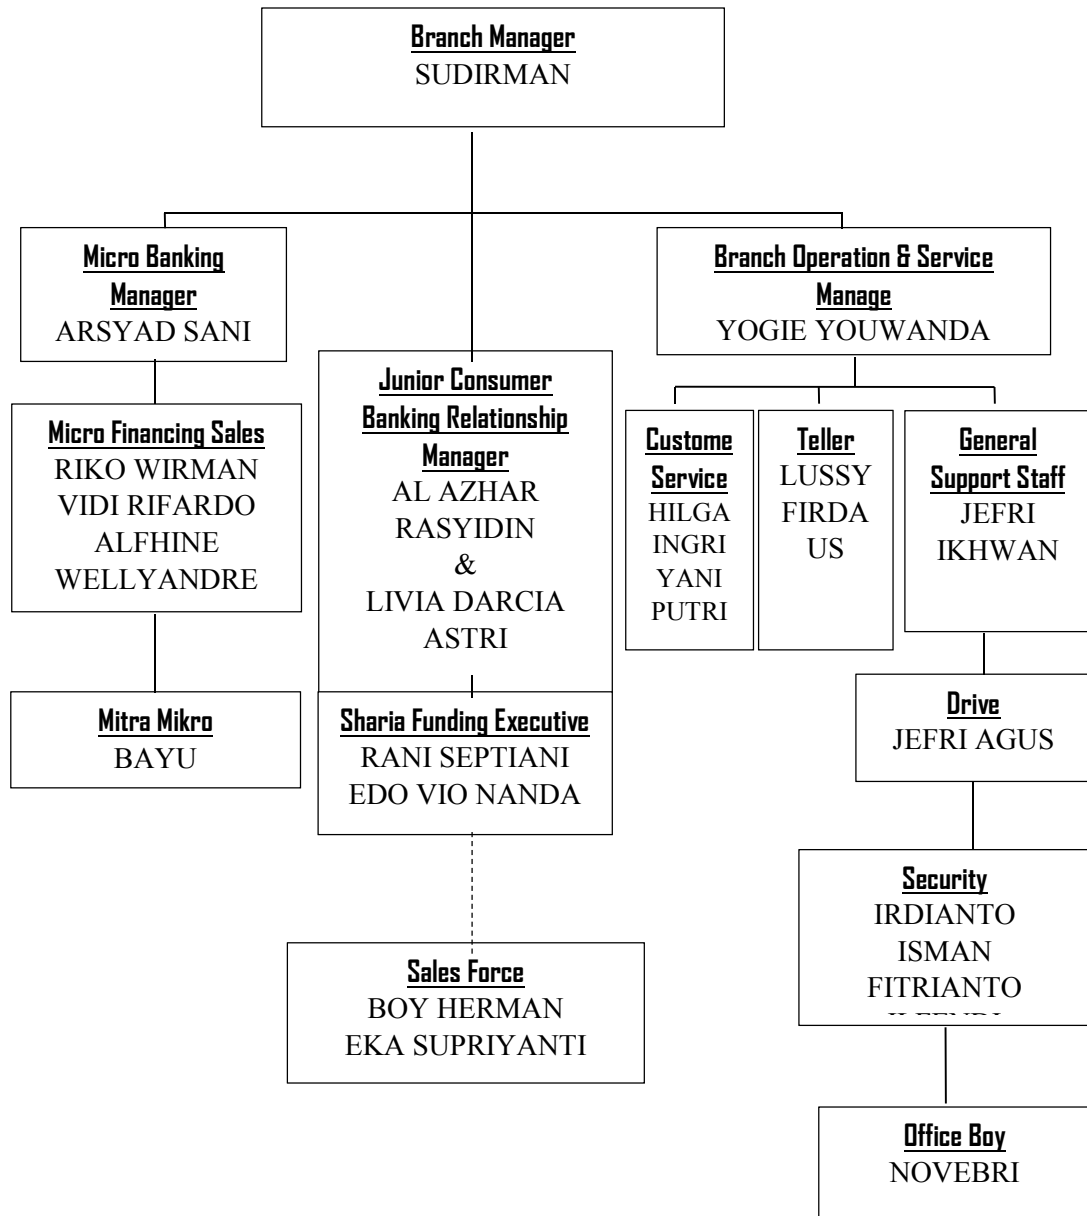 Branch Manager
SUDIRMAN
Micro Banking
Manager
ARSYAD SANI
Branch Operation & Service
Manage
YOGIE YOUWANDA
Micro Financing Sales
RIKO WIRMAN
VIDI RIFARDO
ALFHINE
WELLYANDRE
Junior Consumer
Banking Relationship
Manager
AL AZHAR
RASYIDIN
&
LIVIA DARCIA
ASTRI
Custome
Service
HILGA
INGRI
YANI
PUTRI
Teller
LUSSY
FIRDA
US
General
Support Staff
JEFRI
IKHWAN
Mitra Mikro
BAYU
Sharia Funding Executive
RANI SEPTIANI
EDO VIO NANDA
Drive
JEFRI AGUS
Security
IRDIANTO
ISMAN
FITRIANTO
Sales Force
BOY HERMAN
EKA SUPRIYANTI
Office Boy
NOVEBRI